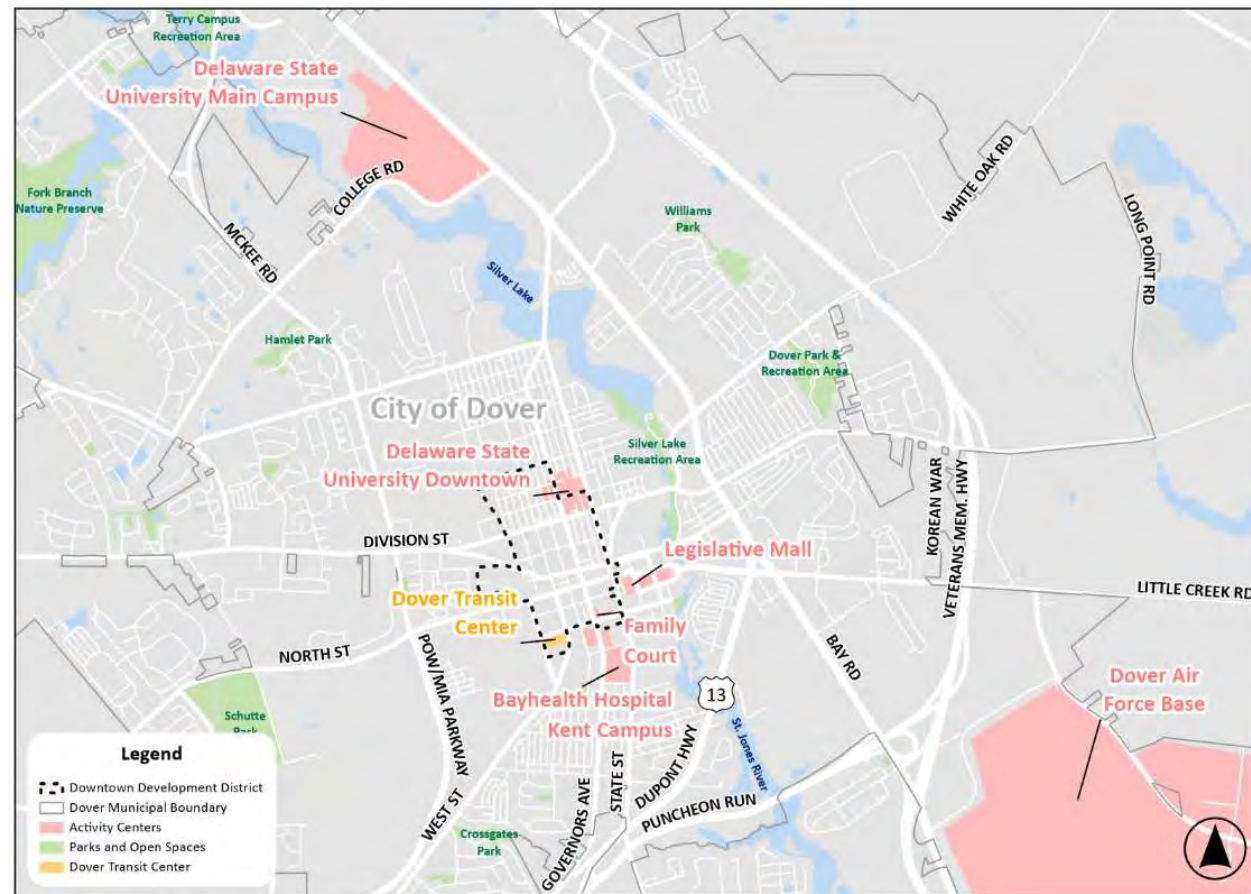 Terry Campus
Recreation Area
Delaware State
University Main Campus
COLLEGE RD
WHITE OAK RD
Fork Branch
Nature Preserve
Williams
Park
LONG POINT RD
MCKEE RD
Silver Lake
Hamlet Park
Dover Park &
Recreation Area
City of Dover
Silver Lake
Recreation Area
Delaware State
University Downtown
KOREAN WAR
VETERANS MEM. HWY
DIVISION ST
Legislative Mall
LITTLE CREEK RD
Dover Transit
Center
Family
Court
NORTH ST
POW/MIA PARKWAY
BAY RD
Bayhealth Hospital
Kent Campus
13
Dover Air
Force Base
Schutte
Park
St. Jones River
DUPONT HWY
STATE ST
GOVERNORS AVE
WEST ST
PUNCHEON RUN
Crossgates
Park
Legend
Downtown Development District
Dover Municipal Boundary
Activity Centers
Parks and Open Spaces
Dover Transit Center